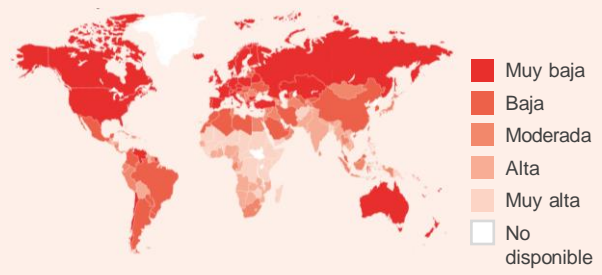 Muy baja
Baja
Moderada
Alta
Muy alta
No
disponible